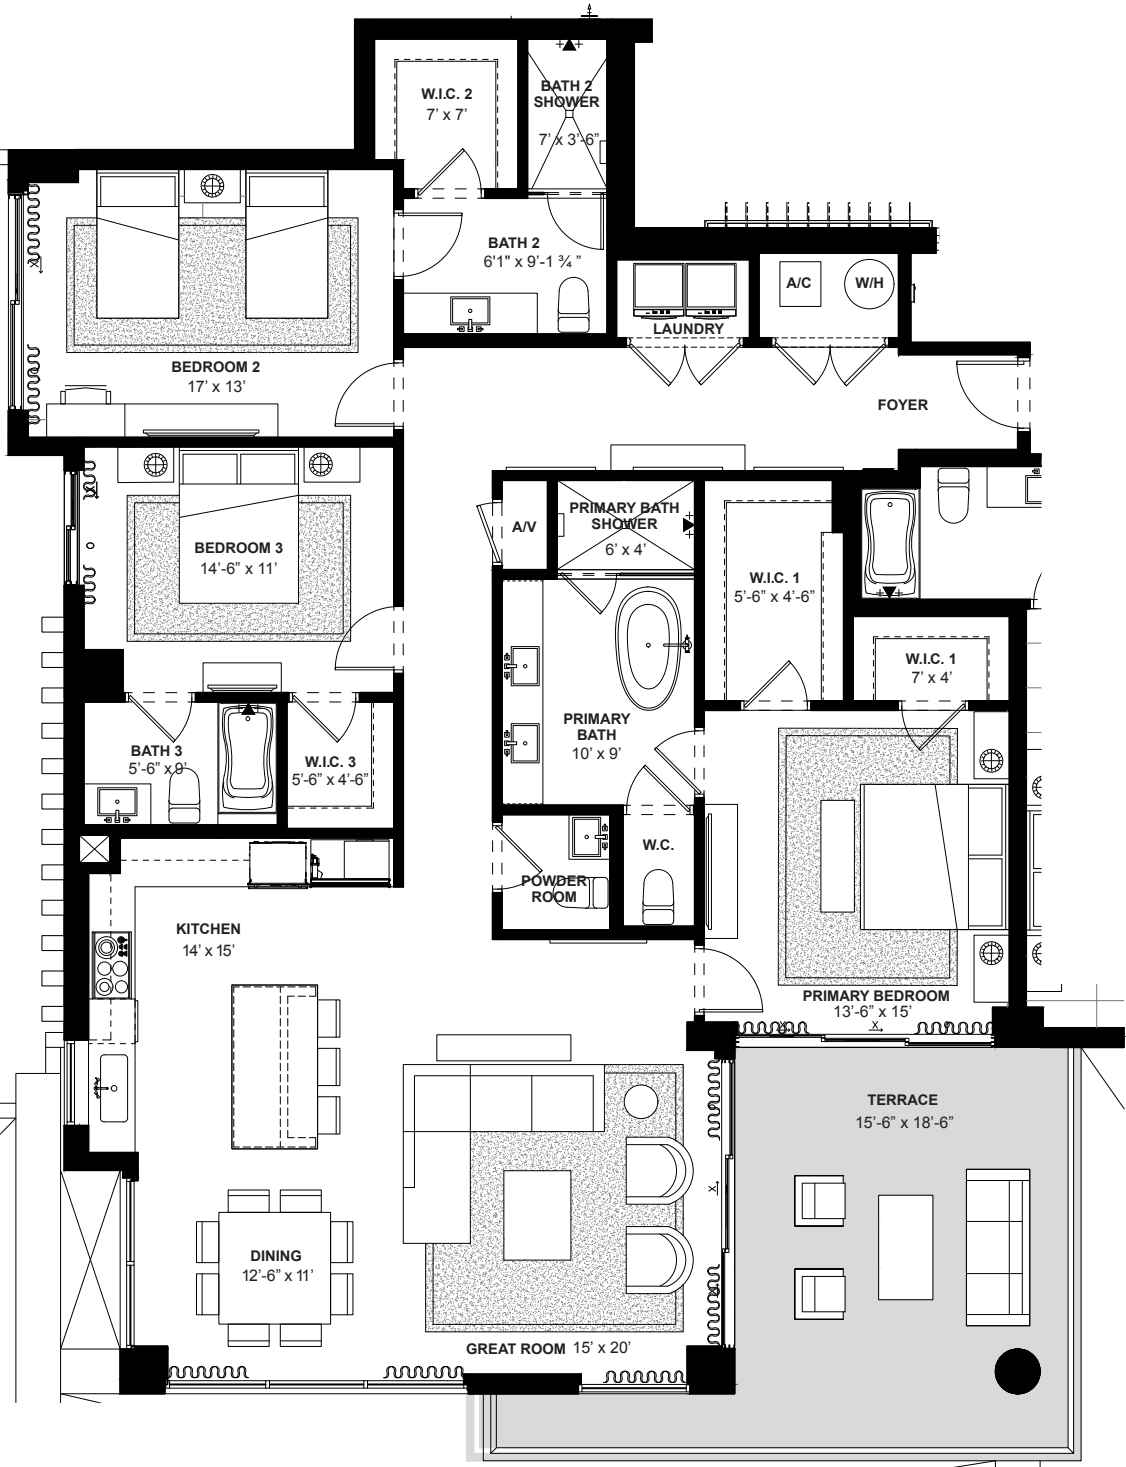 W.I.C. 2
7' x 7'
BATH 2
SHOWER
7' x 3'-6"
BATH 2
6'1" x 9'-1 ¾ "
A/C
W/H
LAUNDRY
BEDROOM 2
17' x 13'
FOYER
A/V
PRIMARY BATH
SHOWER
6' x 4'
BEDROOM 3
14'-6" x 11'
W.I.C. 1
5'-6" x 4'-6"
W.I.C. 1
7' x 4'
PRIMARY
BATH
10' x 9'
BATH 3
5'-6" x 9'
W.I.C. 3
5'-6" x 4'-6"
W.C.
POWDER
ROOM
KITCHEN
14' x 15'
PRIMARY BEDROOM
13'-6" x 15'
X
X
TERRACE
15'-6" x 18'-6"
X
DINING
12'-6" x 11'
GREAT ROOM 15' x 20'